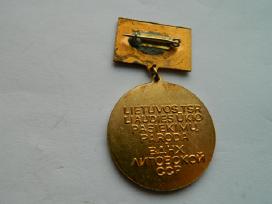 LIETUVOS TSR
LIAUDIES ŪKIO
PASIEKIMŲ
PARODA
ВДНХ
ЛИТОВСКОЙ
ССР